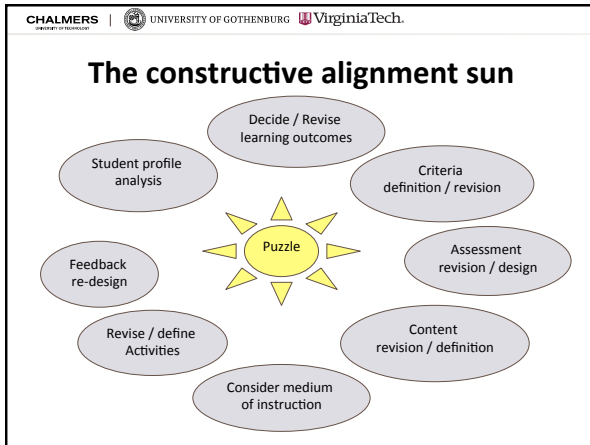 CHALMERS | UNIVERSITY OF GOTHENBURG VirginiaTech®
UNIVERSITY OF TECHNOLOGY
The constructive alignment sun
Decide / Revise
learning outcomes
Student profile
analysis
Criteria
definition / revision
Puzzle
Assessment
revision / design
Feedback
re-design
Content
revision / definition
Revise / define
Activities
Consider medium
of instruction